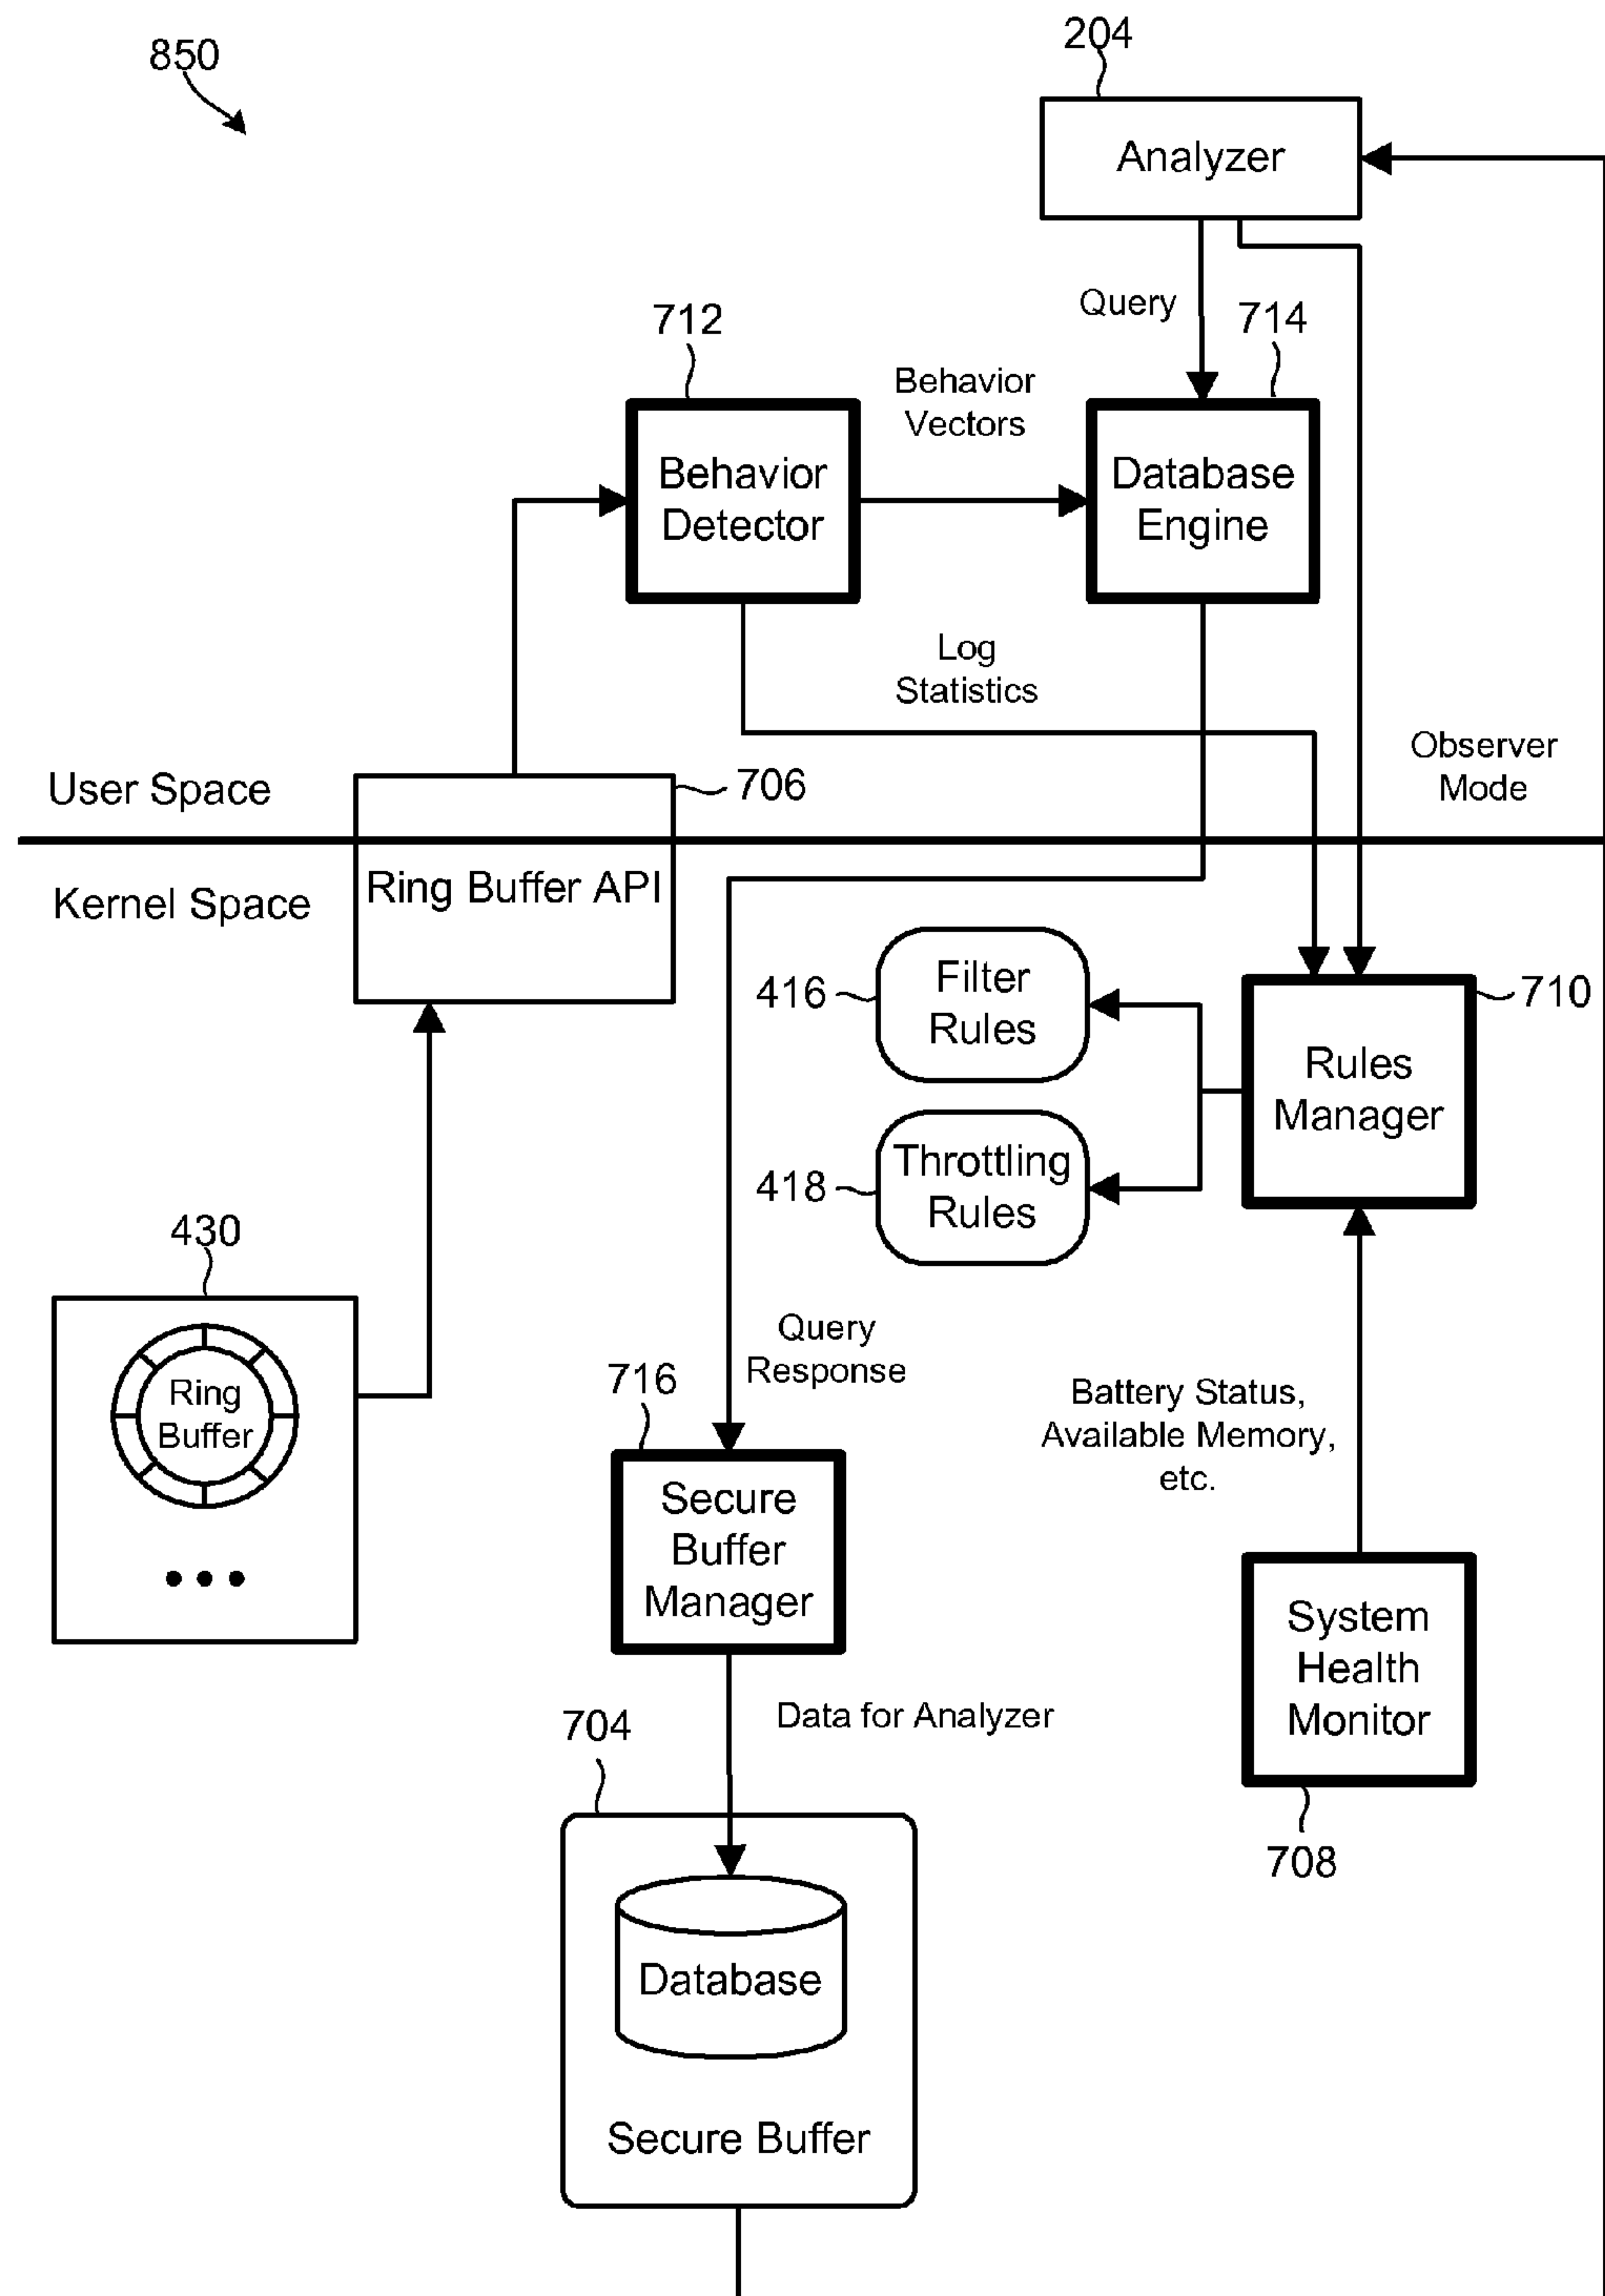 850
204
Analyzer
Query
714
712
Behavior
Vectors
Behavior
Detector
Database
Engine
Log
Statistics
Observer
Mode
User Space
706
Kernel Space
Ring Buffer API
416
Filter
Rules
710
Rules
Manager
418
Throttling
Rules
430
Ring
Buffer
Query
Response
716
Battery Status,
Available Memory,
etc.
Secure
Buffer
Manager
System
Health
Monitor
Data for Analyzer
704
708
Database
Secure Buffer